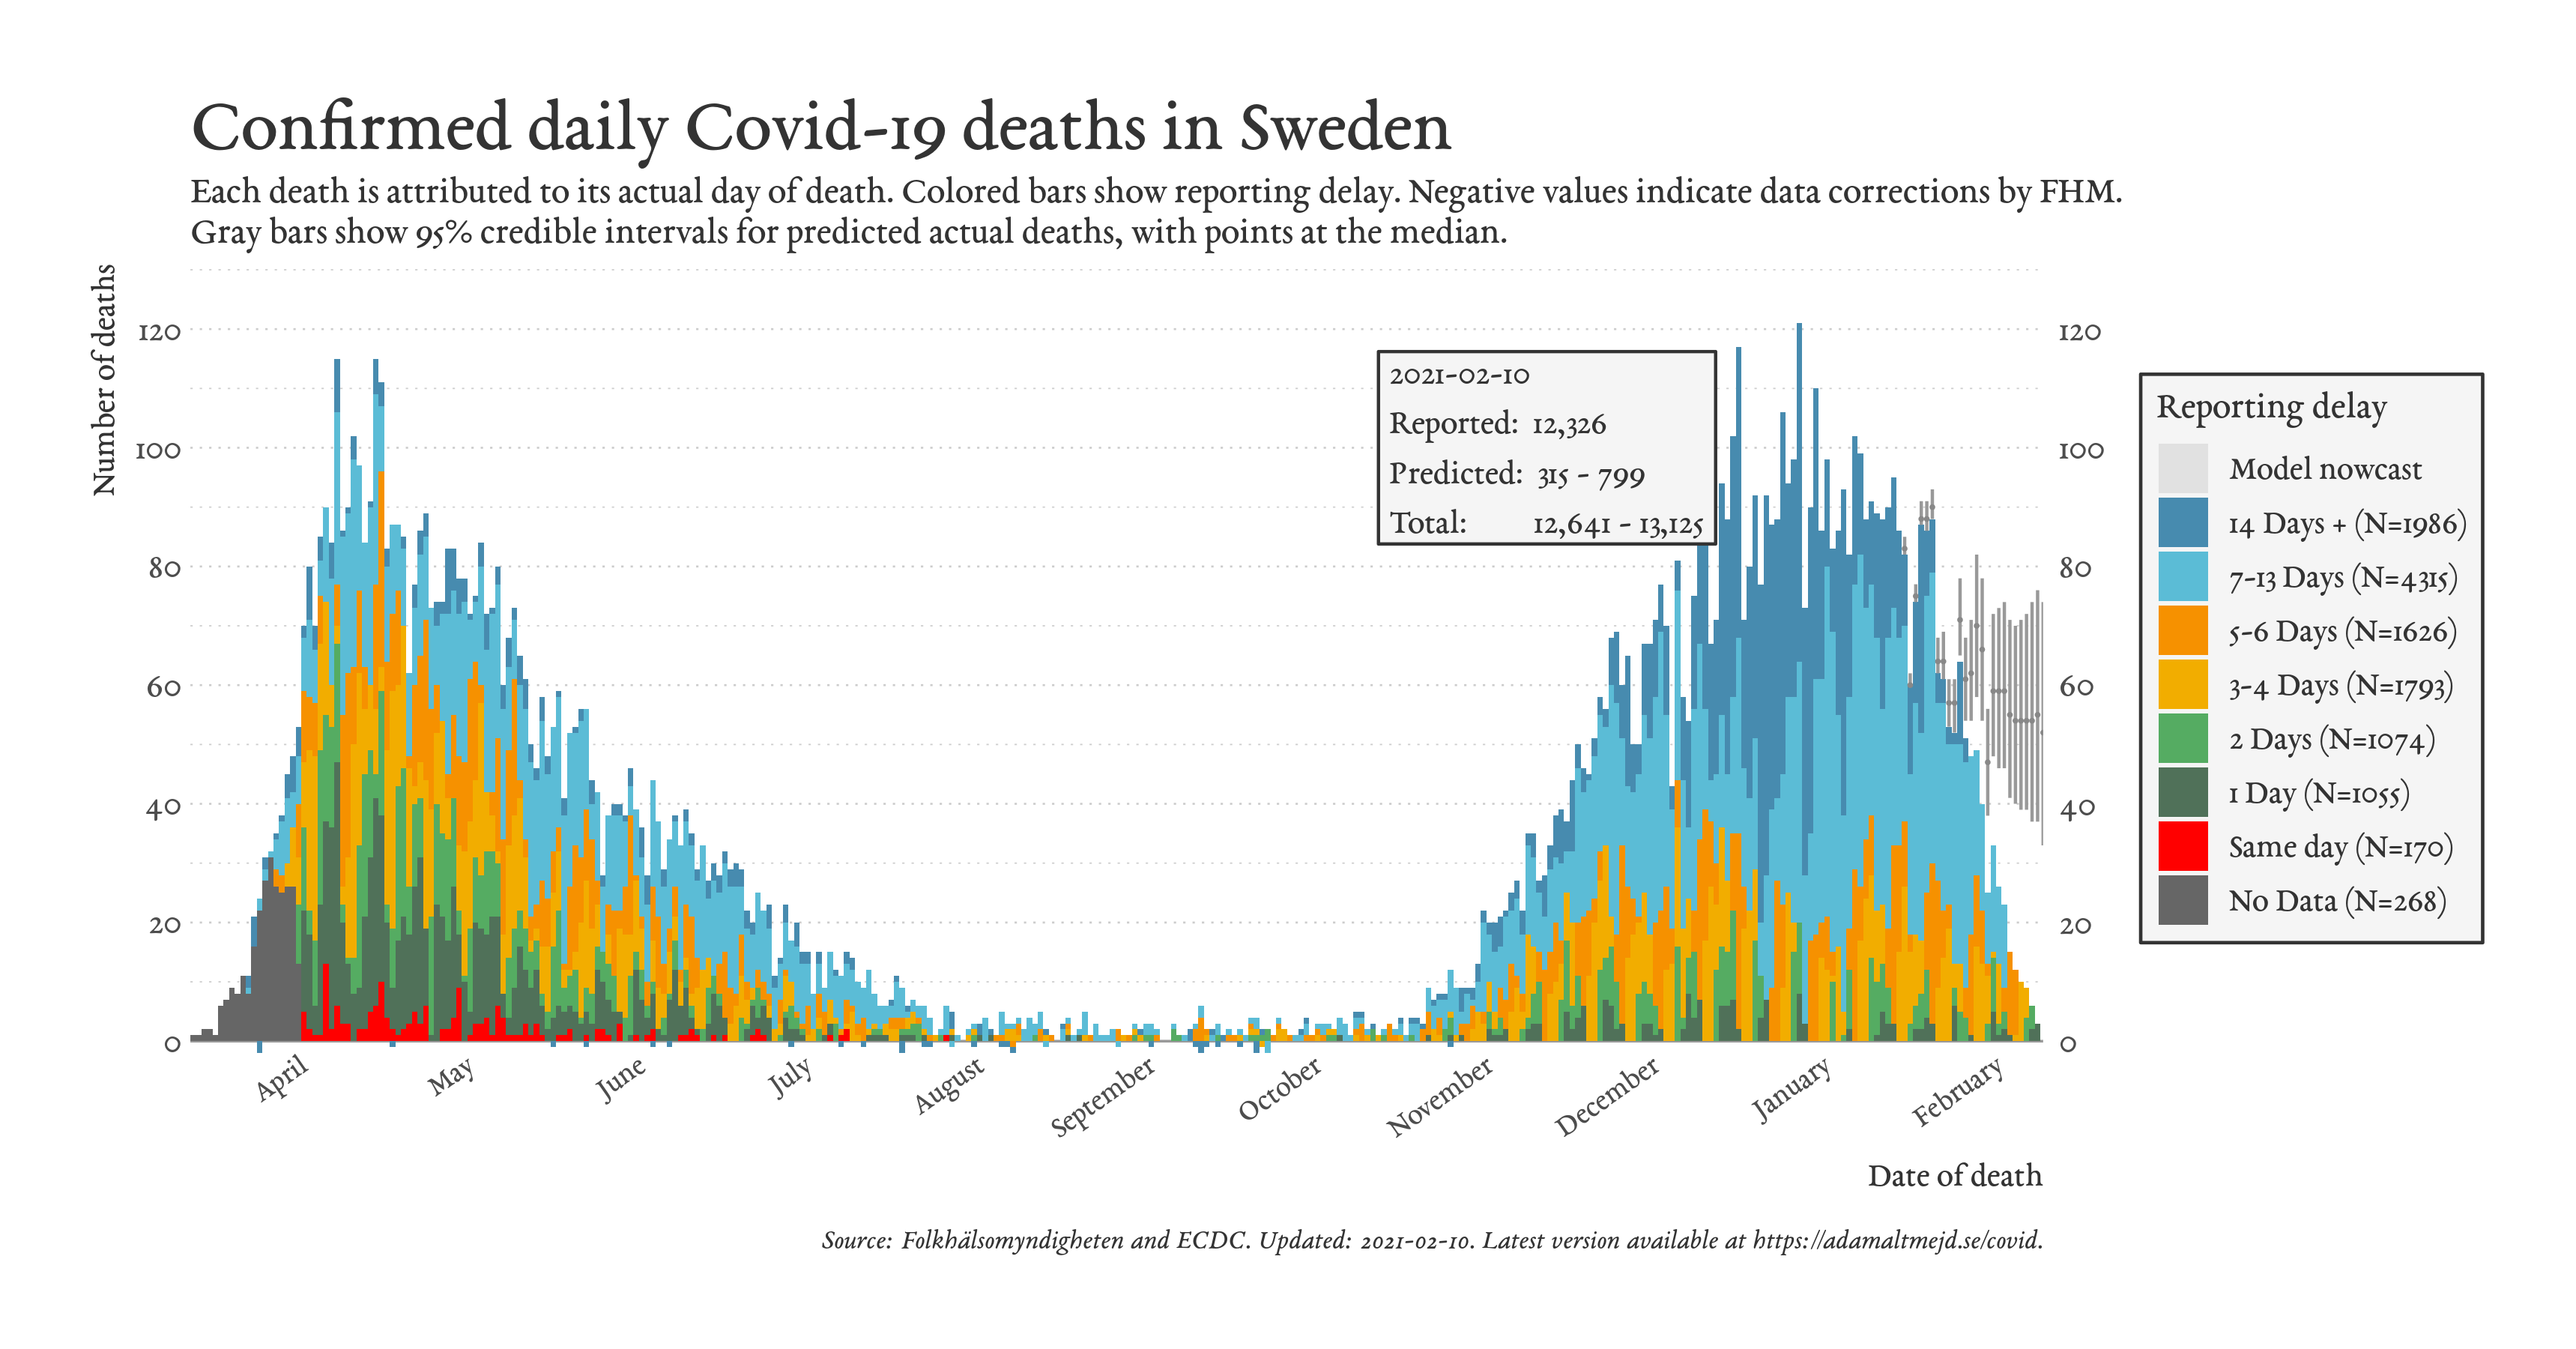 Confirmed daily Covid-19 deaths in Sweden
Each death is attributed to its actual day of death. Colored bars show reporting delay. Negative values indicate data corrections by FHM.
Gray bars show 95% credible intervals for predicted actual deaths, with points at the median.
Number of deaths
120
100
80
60
40
20
0
2021-02-10
Reported: 12,326
Predicted: 315 - 799
Total: 12,641 - 13,125
120
100
80
60
40
20
0
Reporting delay
Model nowcast
14 Days + (N=1986)
7-13 Days (N=4315)
5-6 Days (N=1626)
3-4 Days (N=1793)
2 Days (N=1074)
1 Day (N=1055)
Same day (N=170)
No Data (N=268)
April
May
June
July
August
September
October
November
December
January
February
Date of death
Source: Folkhälsomyndigheten and ECDC. Updated: 2021-02-10. Latest version available at https://adamaltmejd.se/covid.